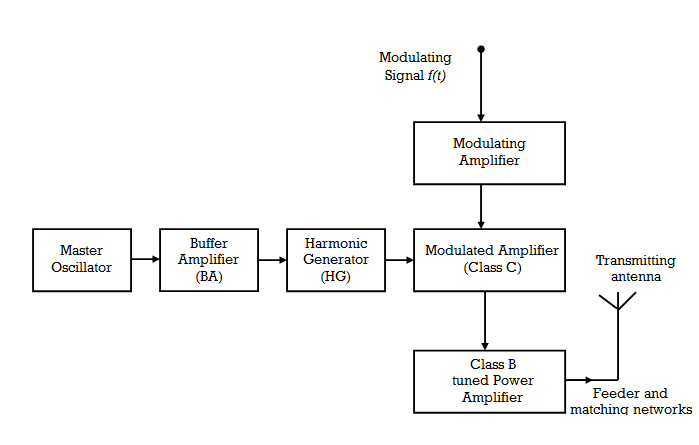 Modulating
Signal f(t)
Modulating
Amplifier
Master
Oscillator
Buffer
Amplifier
(BA)
Harmonic
Generator
(HG)
Modulated Amplifier
(Class C)
Transmitting
antenna
Class B
tuned Power
Amplifier
Feeder and
matching networks